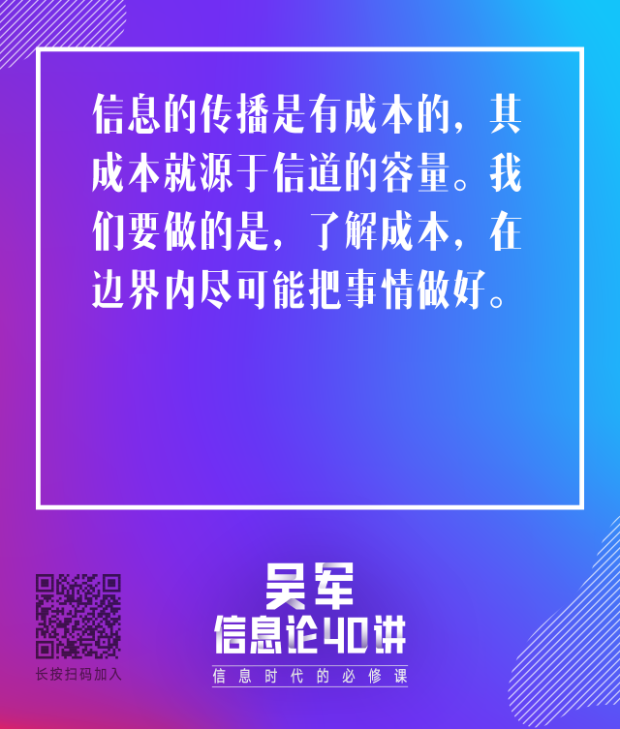 信息的传播是有成本的，其
成本就源于信道的容量。我
们要做的是，了解成本，在
边界内尽可能把事情做好。
吴军
信息论40讲
信息时代的必修课
长按扫码加入